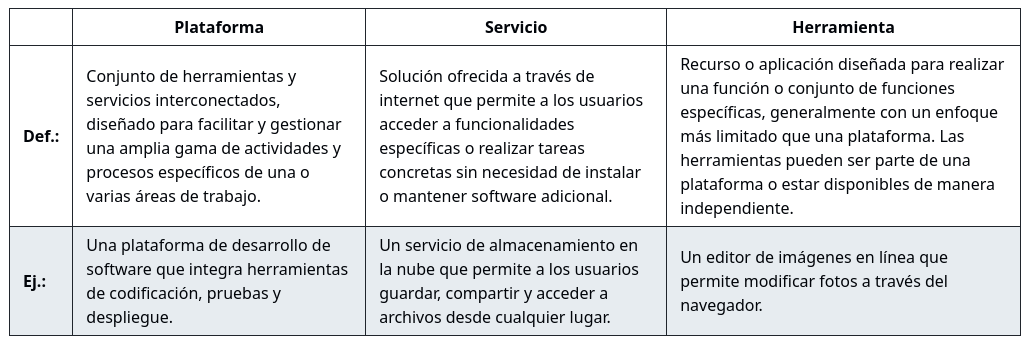 Plataforma
Servicio
Herramienta
Def.:
Conjunto de herramientas y
servicios interconectados,
diseñado para facilitar y gestionar
una amplia gama de actividades y
procesos específicos de una o
varias áreas de trabajo.
Solución ofrecida a través de
internet que permite a los usuarios
acceder a funcionalidades
específicas o realizar tareas
concretas sin necesidad de instalar
o mantener software adicional.
Recurso o aplicación diseñada para realizar
una función o conjunto de funciones
específicas, generalmente con un enfoque
más limitado que una plataforma. Las
herramientas pueden ser parte de una
plataforma o estar disponibles de manera
independiente.
Ej.:
Una plataforma de desarrollo de
software que integra herramientas
de codificación, pruebas y
despliegue.
Un servicio de almacenamiento en
la nube que permite a los usuarios
guardar, compartir y acceder a
archivos desde cualquier lugar.
Un editor de imágenes en línea que
permite modificar fotos a través del
navegador.